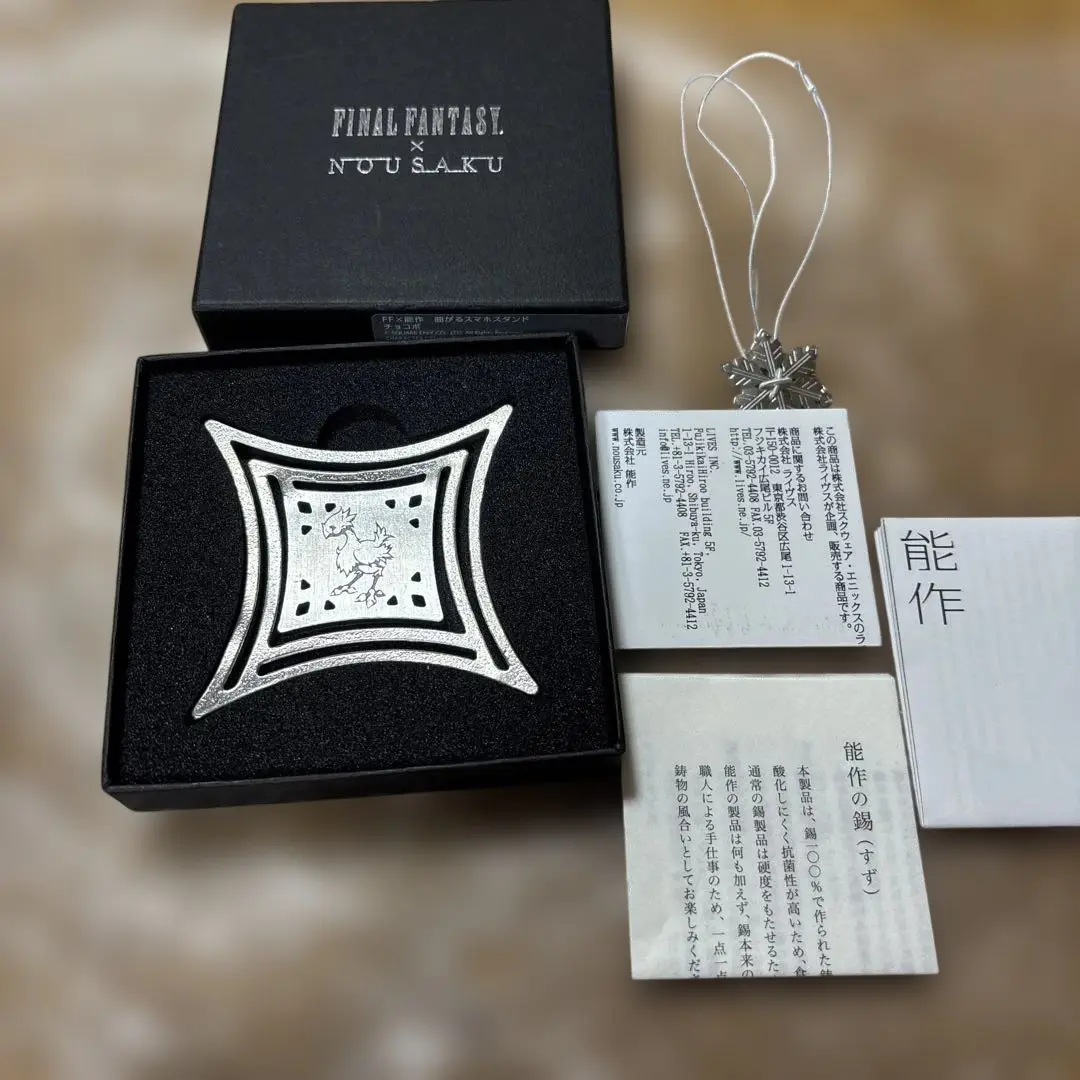 FINAL FANTASY.
×
NOUSAKU
FF×能作 曲がるスマホスタンド
チョコボ
この商品は株式会社スクウェア・エニックスのラ
株式会社ライヴスが企画、販売する商品です。
商品に関するお問い合わせ
株式会社 ライヴス
〒150-0012 東京都渋谷区広尾1-13-1
フジキカイ広尾ビル5F
TEL.03-5792-4408 FAX.03-5792-4412
http://www.lives.ne.jp/
LIVES INC.
FujikikaiHiroo building 5F,
1-13-1 Hiroo, Shibuya-ku, Tokyo, Japan
TEL.+81-3-5792-4408 FAX.+81-3-5792-4412
info@lives.ne.jp
製造元
株式会社 能作
www.nousaku.co.jp
能作
能作の錫(すず)
本製品は、錫一〇〇%で作られた鋳
酸化しにくく抗菌性が高いため、食
通常の錫製品は硬度をもたせるた
能作の製品は何も加えず、錫本来の
職人による手仕事のため、一点一点
鋳物の風合いとしてお楽しみくだ